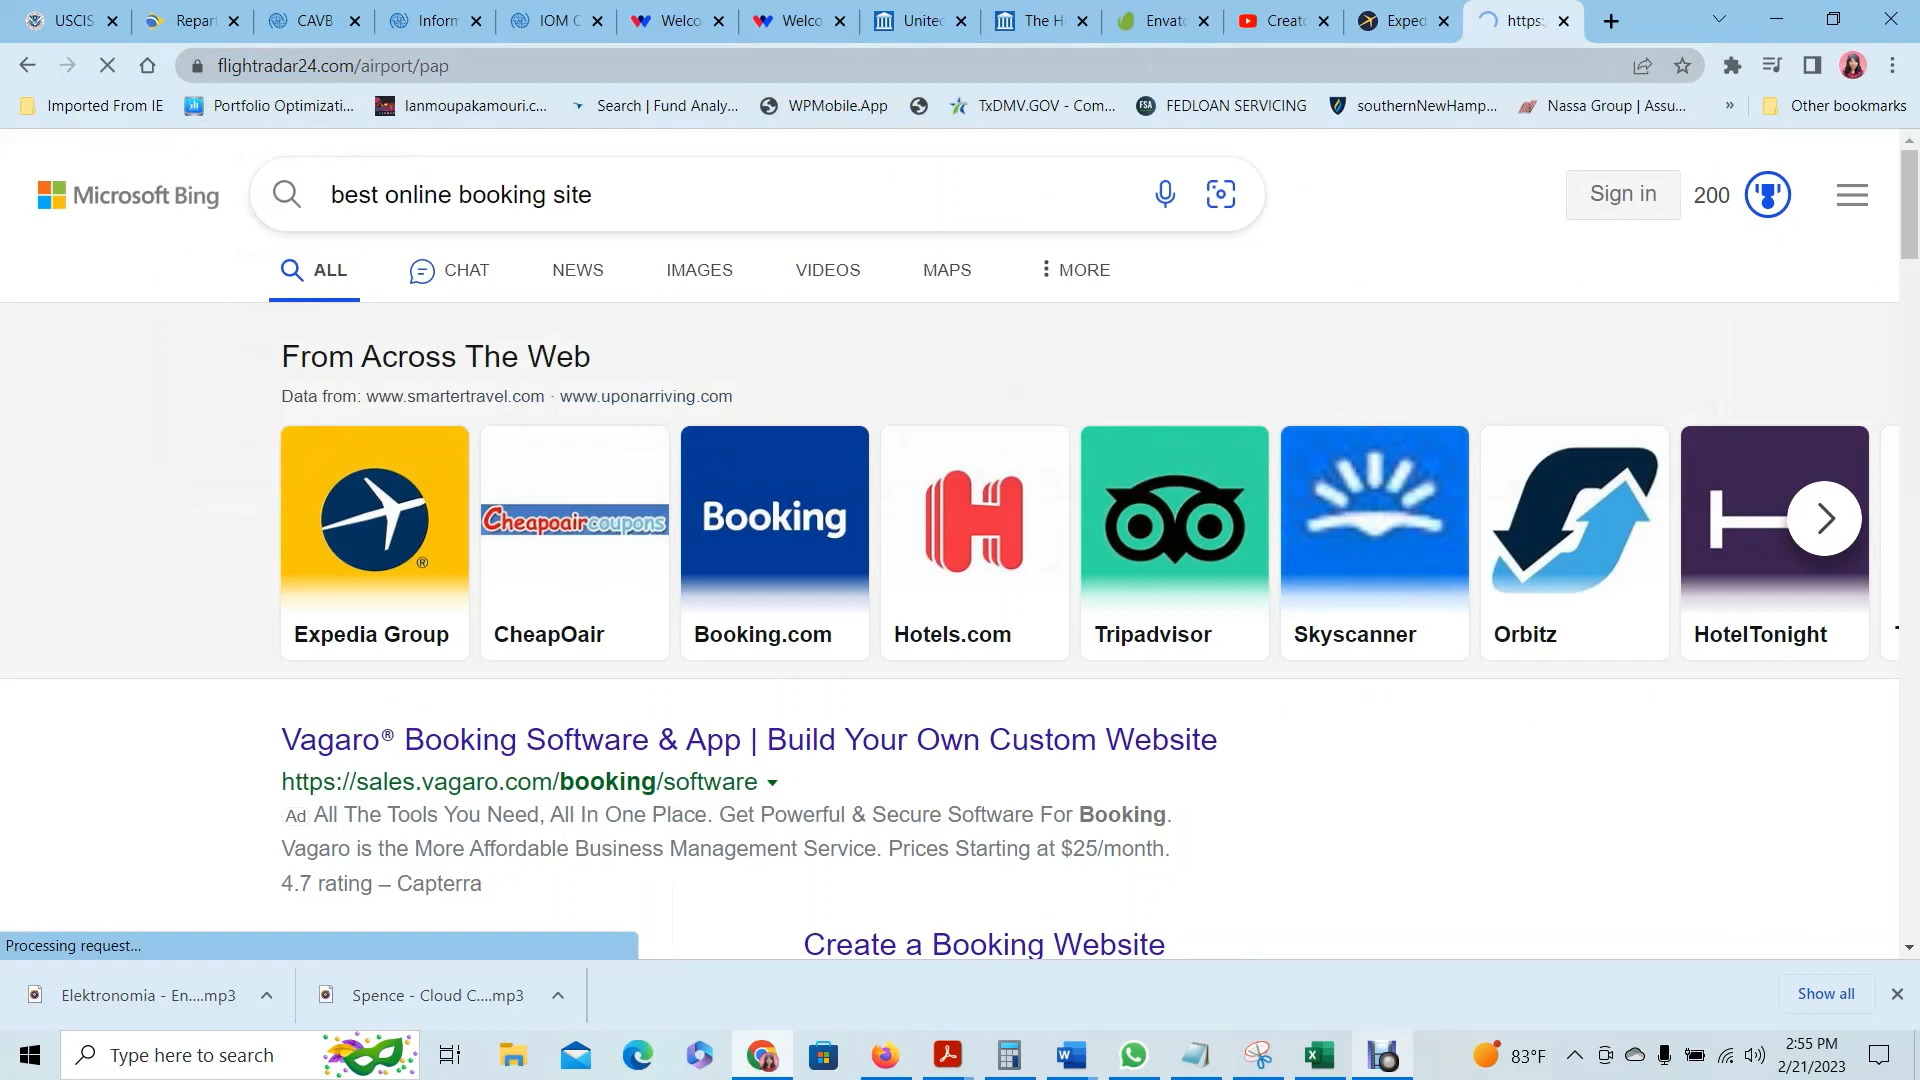 USCIS
Repar
CAVB
Inform
IOM C
Welco
Welco
United
The H
Envato
Create
Exped
https:
flightradar24.com/airport/pap
Imported From IE
Portfolio Optimizati...
lanmoupakamouri.c...
Search | Fund Analy...
WPMobile.App
TxDMV.GOV - Com...
FSA
FEDLOAN SERVICING
southernNewHamp...
Nassa Group | Assu...
»
Other bookmarks
Microsoft Bing
best online booking site
Sign in
200
ALL
CHAT
NEWS
IMAGES
VIDEOS
MAPS
MORE
From Across The Web
Data from: www.smartertravel.com · www.uponarriving.com
Cheapoaircoupons
Booking
Expedia Group
CheapOair
Booking.com
Hotels.com
Tripadvisor
Skyscanner
Orbitz
HotelTonight
Vagaro® Booking Software & App | Build Your Own Custom Website
https://sales.vagaro.com/booking/software
Ad All The Tools You Need, All In One Place. Get Powerful & Secure Software For Booking.
Vagaro is the More Affordable Business Management Service. Prices Starting at $25/month.
4.7 rating – Capterra
Create a Booking Website
Processing request...
Elektronomia - En....mp3
Spence - Cloud C....mp3
Show all
Type here to search
83°F
2:55 PM
2/21/2023